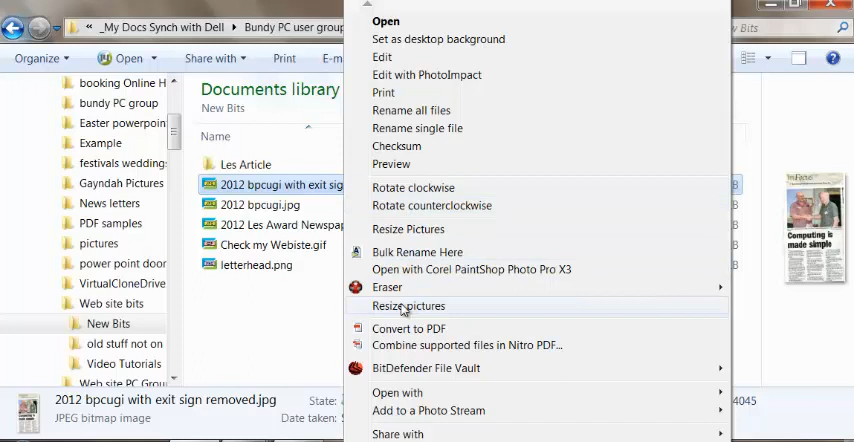 « _My Docs Synch with Dell ▸ Bundy PC user group
New Bits
Organize
Open
Share with
Print
E-m
booking Online H
bundy PC group
Easter powerpoin
Example
festivals wedding
Gayndah Pictures
News letters
PDF samples
pictures
power point door
VirtualCloneDrive
Web site bits
New Bits
old stuff not on
Video Tutorials
Web site PC Grou
Documents library
New Bits
Name
Les Article
2012 bpcugi with exit sig
2012 bpcugi.jpg
2012 Les Award Newspa
Check my Webiste.gif
letterhead.png
Open
Set as desktop background
Edit
Edit with PhotoImpact
Print
Rename all files
Rename single file
Checksum
Preview
Rotate clockwise
Rotate counterclockwise
Resize Pictures
Bulk Rename Here
Open with Corel PaintShop Photo Pro X3
Eraser
Resize pictures
Convert to PDF
Combine supported files in Nitro PDF...
BitDefender File Vault
Open with
Add to a Photo Stream
Share with
B
B
B
B
B
Computing is
made simple
2012 bpcugi with exit sign removed.jpg
State:
JPEG bitmap image
Date taken:
4045